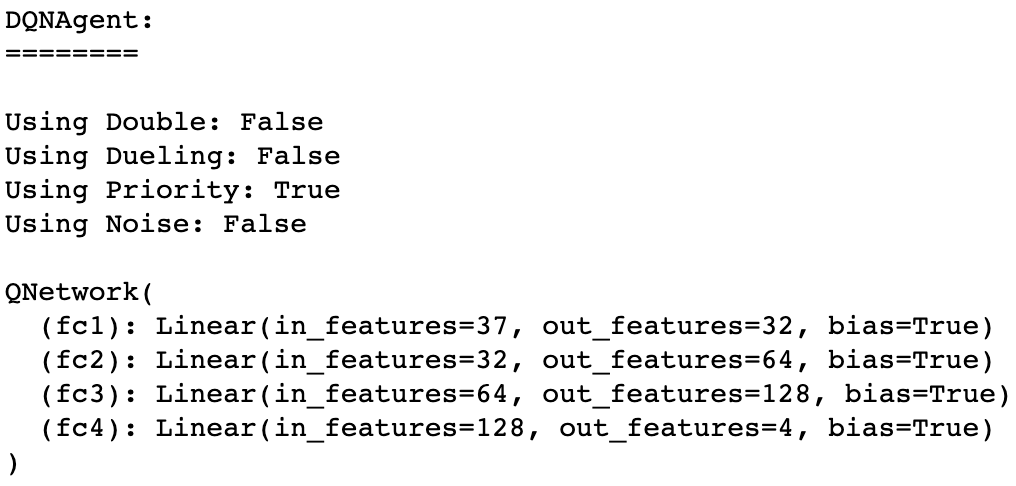 DQNAgent:
========
Using Double: False
Using Dueling: False
Using Priority: True
Using Noise: False
QNetwork(
  (fc1): Linear(in_features=37, out_features=32, bias=True)
  (fc2): Linear(in_features=32, out_features=64, bias=True)
  (fc3): Linear(in_features=64, out_features=128, bias=True)
  (fc4): Linear(in_features=128, out_features=4, bias=True)
)